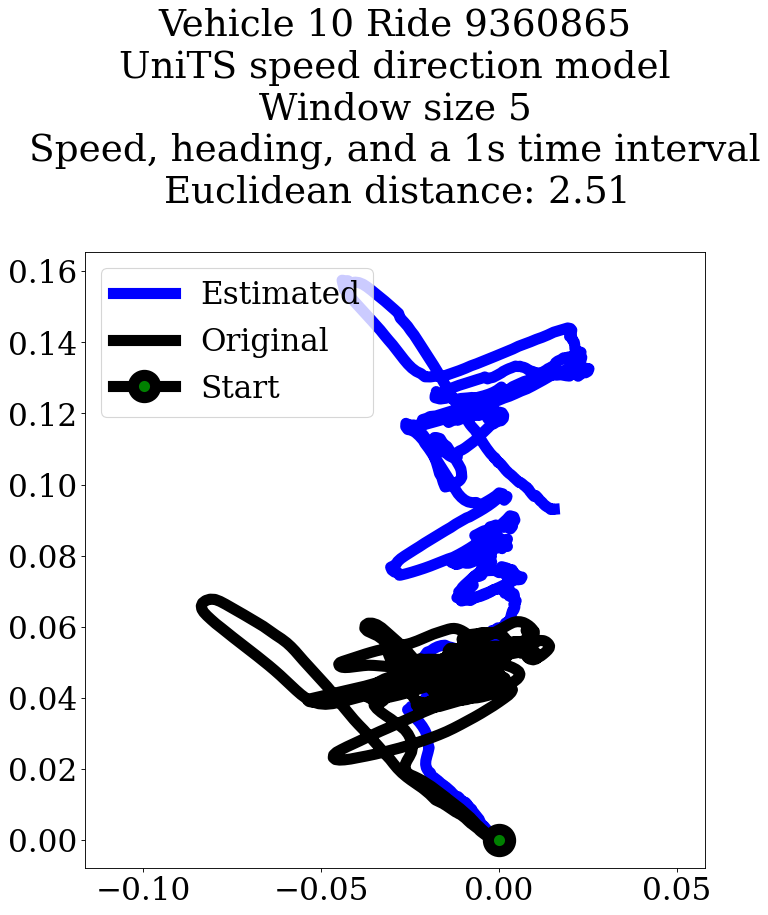 Vehicle 10 Ride 9360865
UniTS speed direction model
Window size 5
Speed, heading, and a 1s time interval
Euclidean distance: 2.51
Estimated
Original
Start
0.16
0.14
0.12
0.10
0.08
0.06
0.04
0.02
0.00
−0.10
−0.05
0.00
0.05